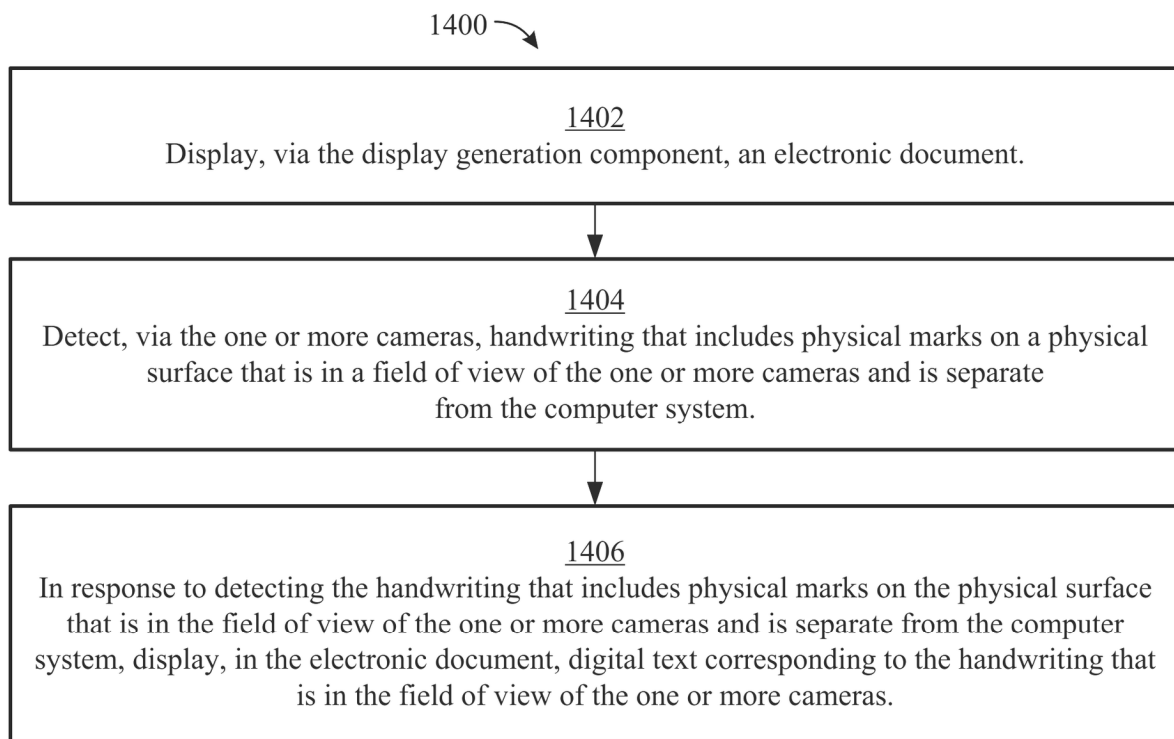 1400
1402
Display, via the display generation component, an electronic document.
1404
Detect, via the one or more cameras, handwriting that includes physical marks on a physical
surface that is in a field of view of the one or more cameras and is separate
from the computer system.
1406
In response to detecting the handwriting that includes physical marks on the physical surface
that is in the field of view of the one or more cameras and is separate from the computer
system, display, in the electronic document, digital text corresponding to the handwriting that
is in the field of view of the one or more cameras.